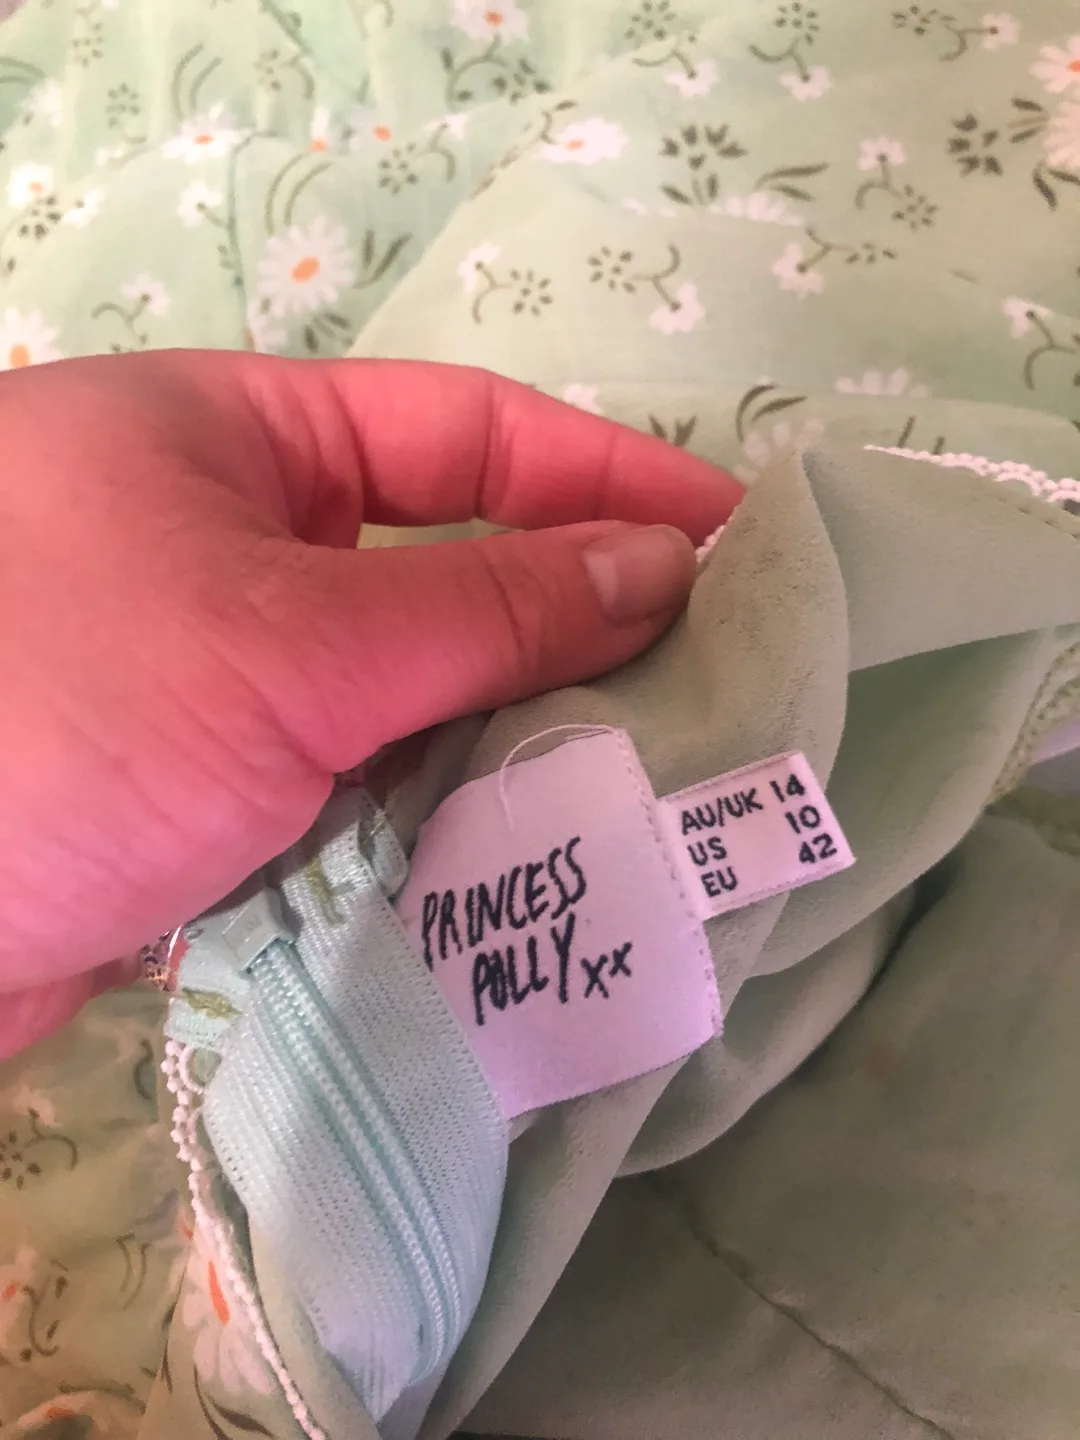 PRINCESS
POLLY xx
AU/UK 14
US 10
EU 42